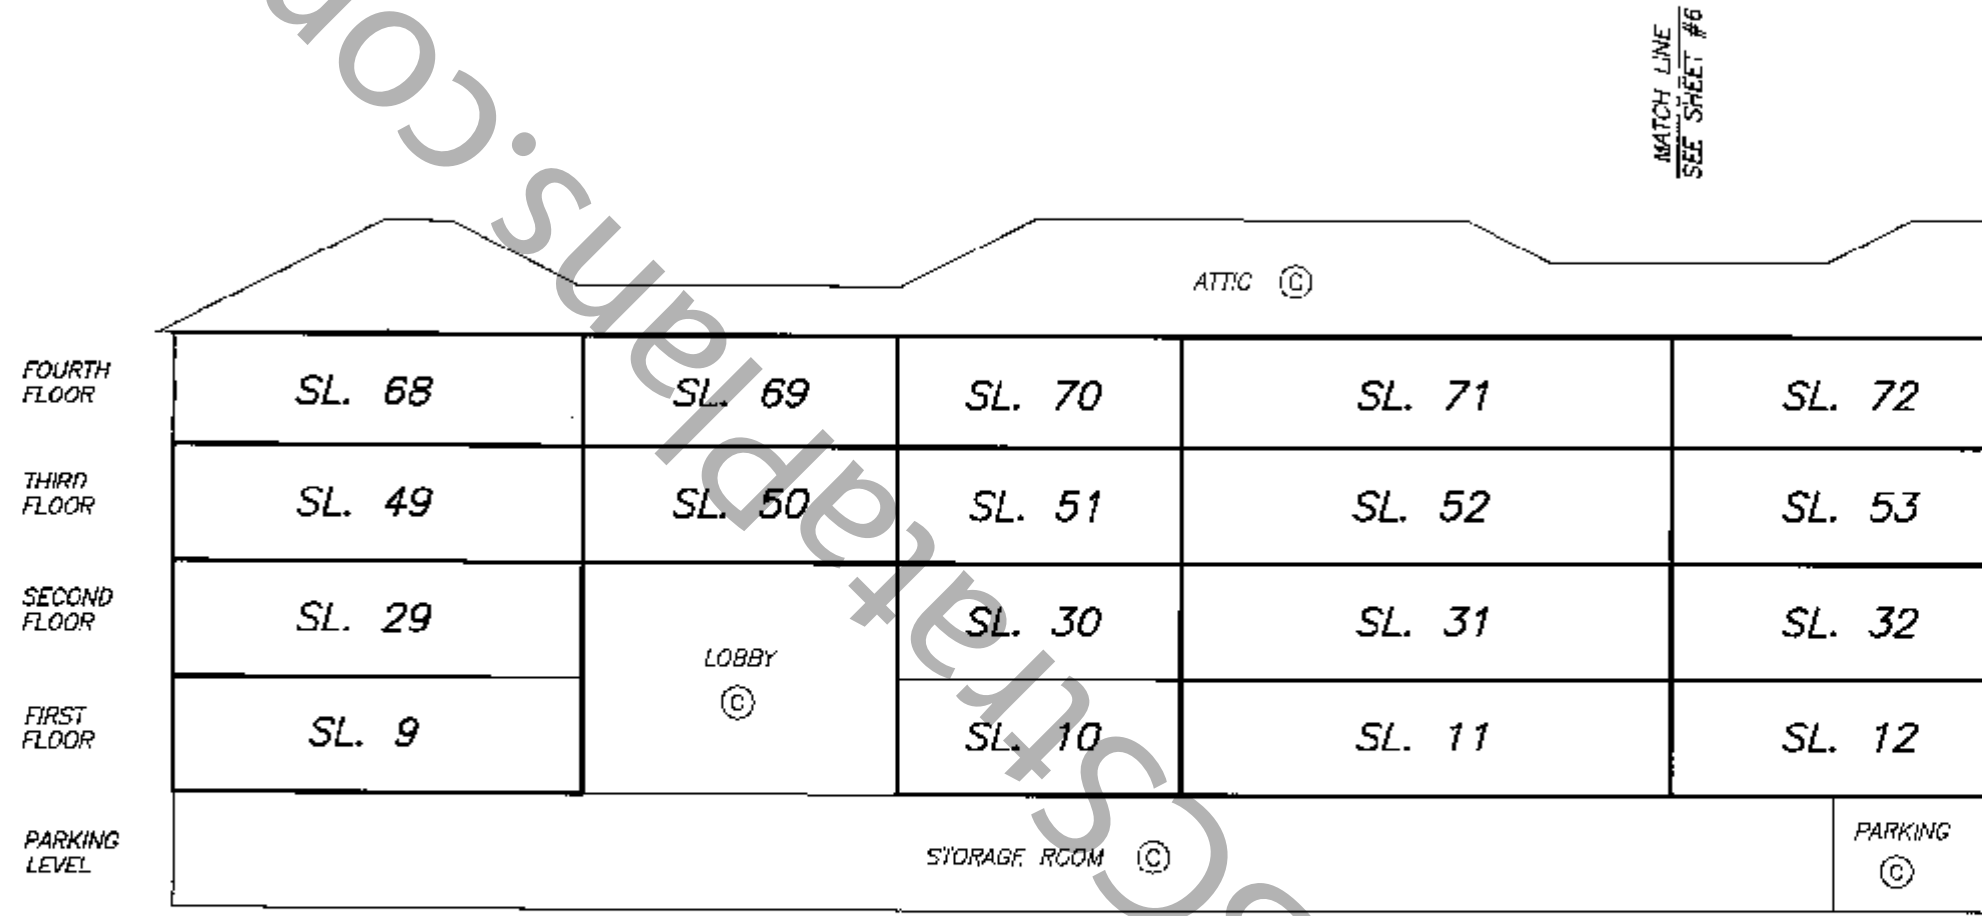 MATCH LINE
SEE SHEET #6
ATTIC Ⓒ
FOURTH
FLOOR
SL. 68
SL. 69
SL. 70
SL. 71
SL. 72
THIRD
FLOOR
SL. 49
SL. 50
SL. 51
SL. 52
SL. 53
SECOND
FLOOR
SL. 29
SL. 30
SL. 31
SL. 32
LOBBY
Ⓒ
FIRST
FLOOR
SL. 9
SL. 10
SL. 11
SL. 12
PARKING
LEVEL
STORAGE ROOM Ⓒ
PARKING
Ⓒ